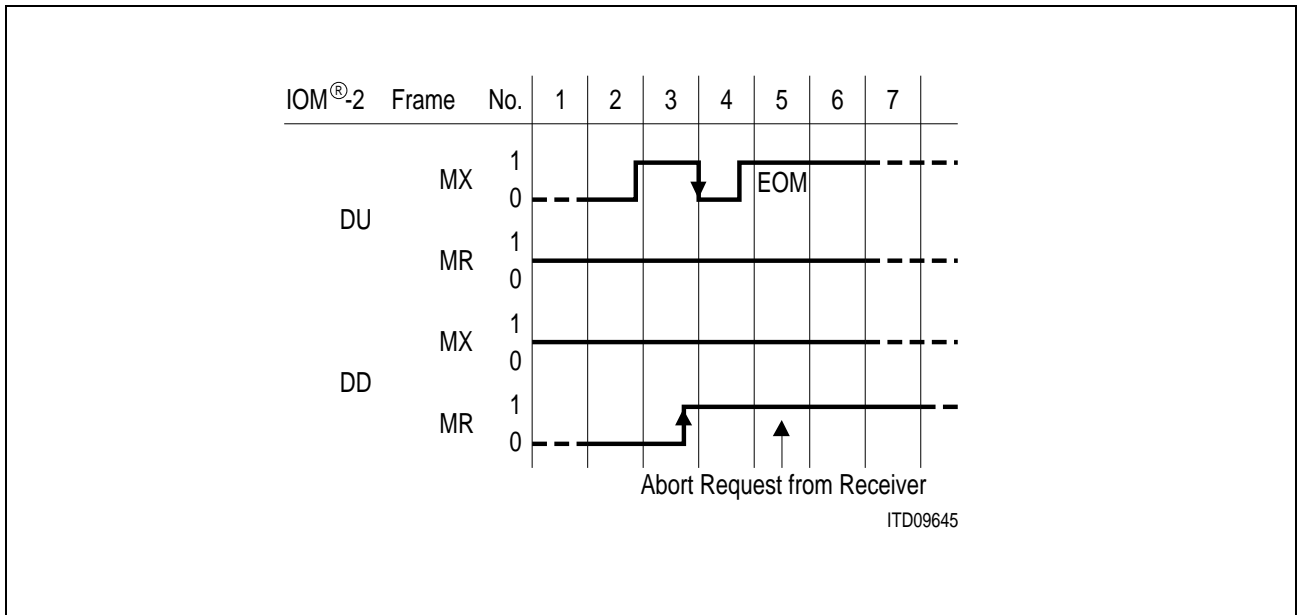 IOM®-2 Frame No. 1 2 3 4 5 6 7
1
MX
0
EOM
DU
1
MR
0
1
MX
0
DD
1
MR
0
Abort Request from Receiver
ITD09645